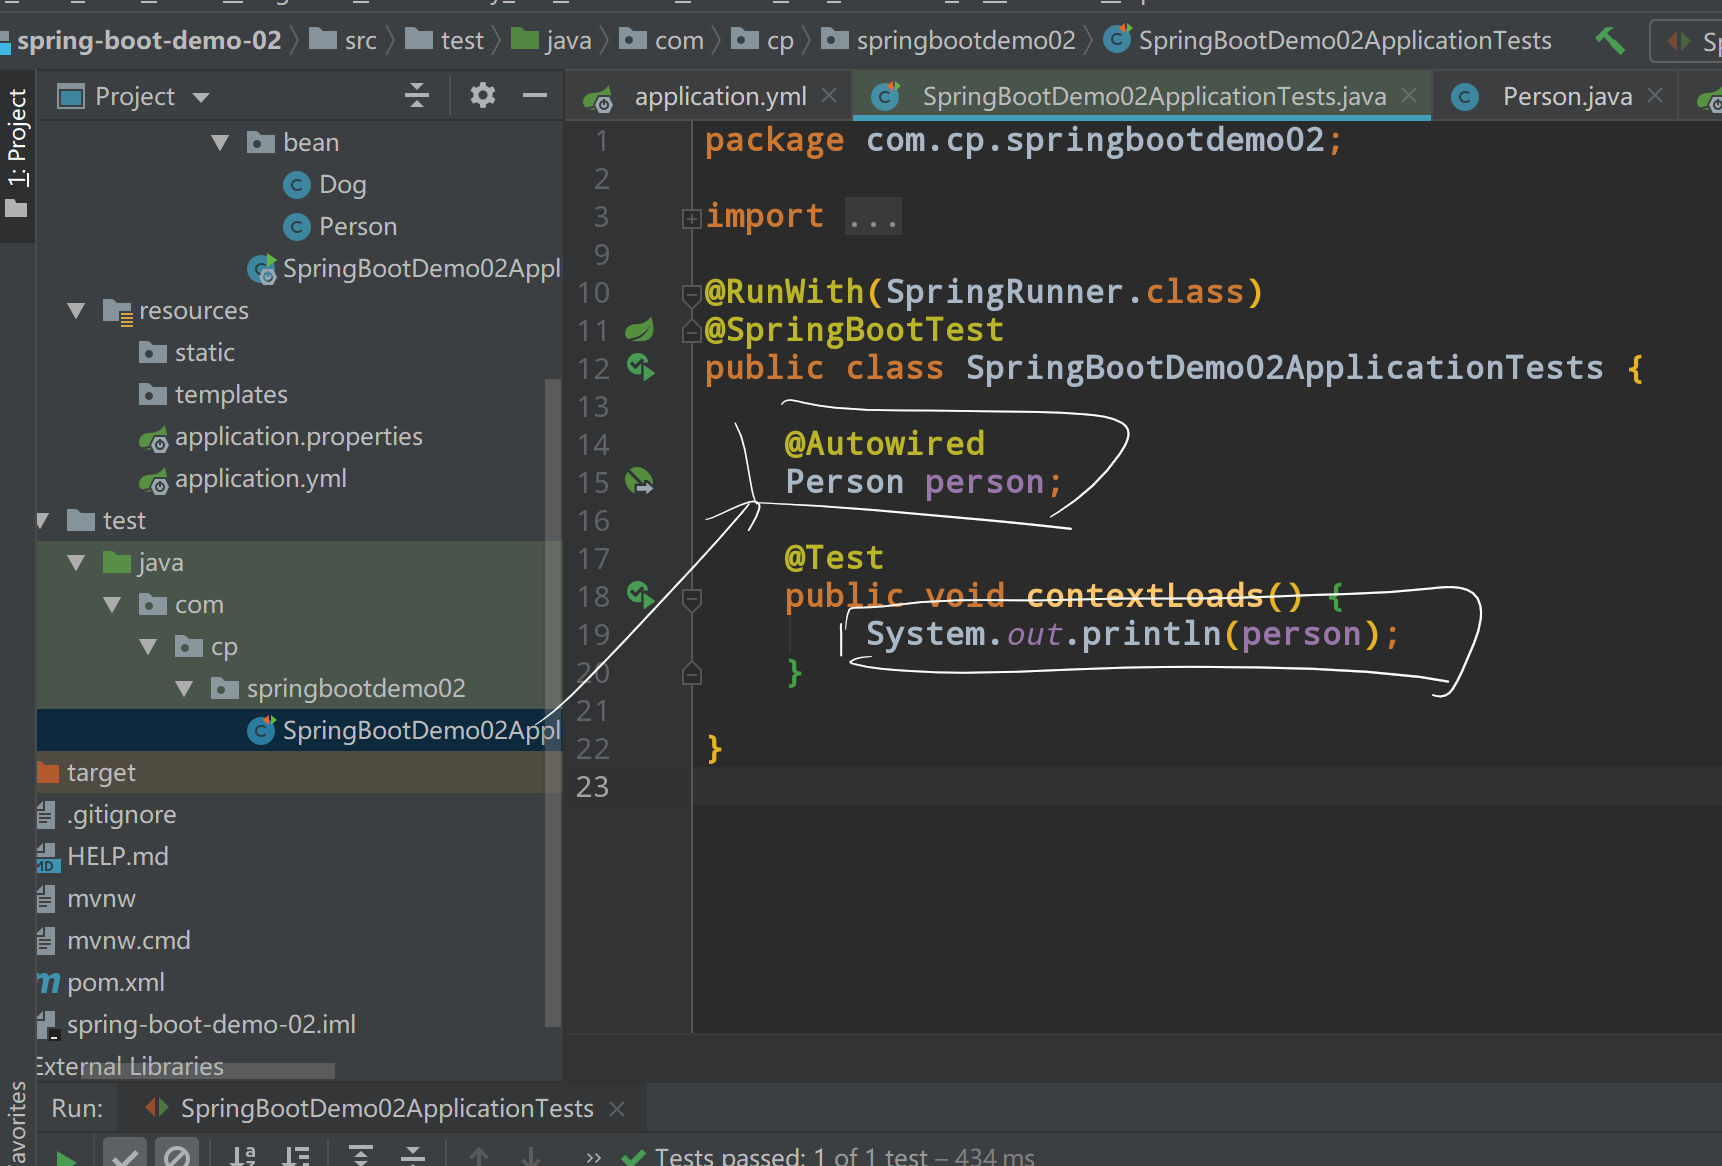 spring-boot-demo-02 src test java com cp springbootdemo02 SpringBootDemo02ApplicationTests
1: Project
Project
bean
Dog
Person
SpringBootDemo02Appl
resources
static
templates
application.properties
application.yml
test
java
com
cp
springbootdemo02
SpringBootDemo02Appl
target
.gitignore
HELP.md
mvnw
mvnw.cmd
pom.xml
spring-boot-demo-02.iml
External Libraries
application.yml SpringBootDemo02ApplicationTests.java Person.java
1 package com.cp.springbootdemo02;
2
3 import ...
9
10 @RunWith(SpringRunner.class)
11 @SpringBootTest
12 public class SpringBootDemo02ApplicationTests {
13
14 @Autowired
15 Person person;
16
17 @Test
18 public void contextLoads() {
19 System.out.println(person);
20 }
21
22 }
23
Run: SpringBootDemo02ApplicationTests
Tests passed: 1 of 1 test – 434 ms